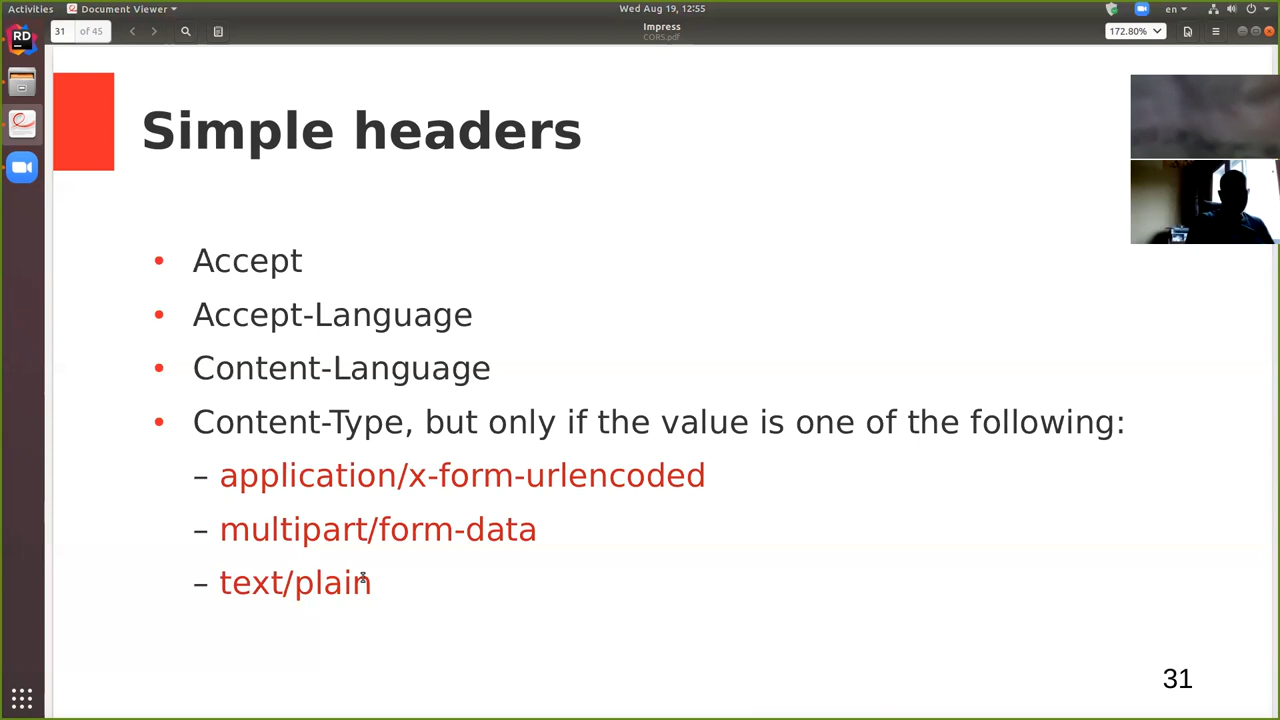 Activities
Document Viewer
Wed Aug 19, 12:55
en
RD
31
of 45
Impress
CORS.pdf
172.80%
Simple headers
• Accept
• Accept-Language
• Content-Language
• Content-Type, but only if the value is one of the following:
– application/x-form-urlencoded
– multipart/form-data
– text/plain
31